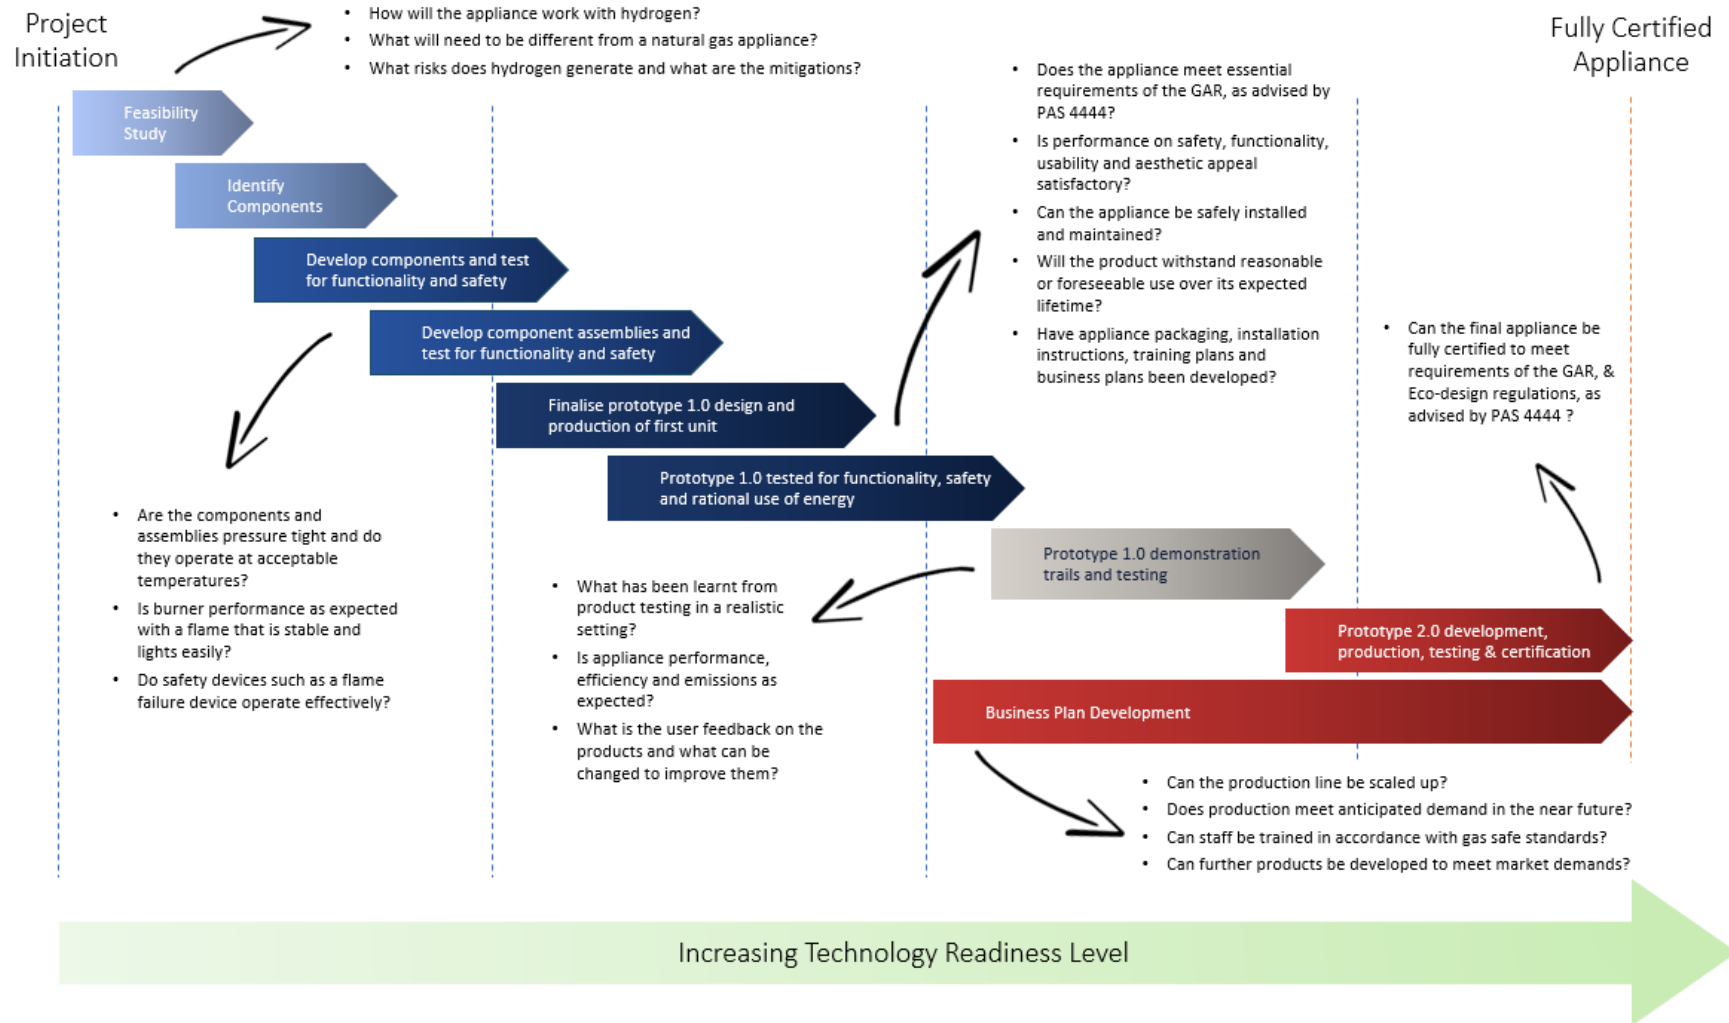 Project
Initiation
• How will the appliance work with hydrogen?
• What will need to be different from a natural gas appliance?
• What risks does hydrogen generate and what are the mitigations?
Fully Certified
Appliance
Feasibility
Study
Identify
Components
Develop components and test
for functionality and safety
Develop component assemblies and
test for functionality and safety
Finalise prototype 1.0 design and
production of first unit
Prototype 1.0 tested for functionality, safety
and rational use of energy
Prototype 1.0 demonstration
trails and testing
Prototype 2.0 development,
production, testing & certification
Business Plan Development
• Does the appliance meet essential
requirements of the GAR, as advised by
PAS 4444?
• Is performance on safety, functionality,
usability and aesthetic appeal
satisfactory?
• Can the appliance be safely installed
and maintained?
• Will the product withstand reasonable
or foreseeable use over its expected
lifetime?
• Have appliance packaging, installation
instructions, training plans and
business plans been developed?
• Can the final appliance be
fully certified to meet
requirements of the GAR, &
Eco-design regulations, as
advised by PAS 4444 ?
• Are the components and
assemblies pressure tight and do
they operate at acceptable
temperatures?
• Is burner performance as expected
with a flame that is stable and
lights easily?
• Do safety devices such as a flame
failure device operate effectively?
• What has been learnt from
product testing in a realistic
setting?
• Is appliance performance,
efficiency and emissions as
expected?
• What is the user feedback on the
products and what can be
changed to improve them?
• Can the production line be scaled up?
• Does production meet anticipated demand in the near future?
• Can staff be trained in accordance with gas safe standards?
• Can further products be developed to meet market demands?
Increasing Technology Readiness Level